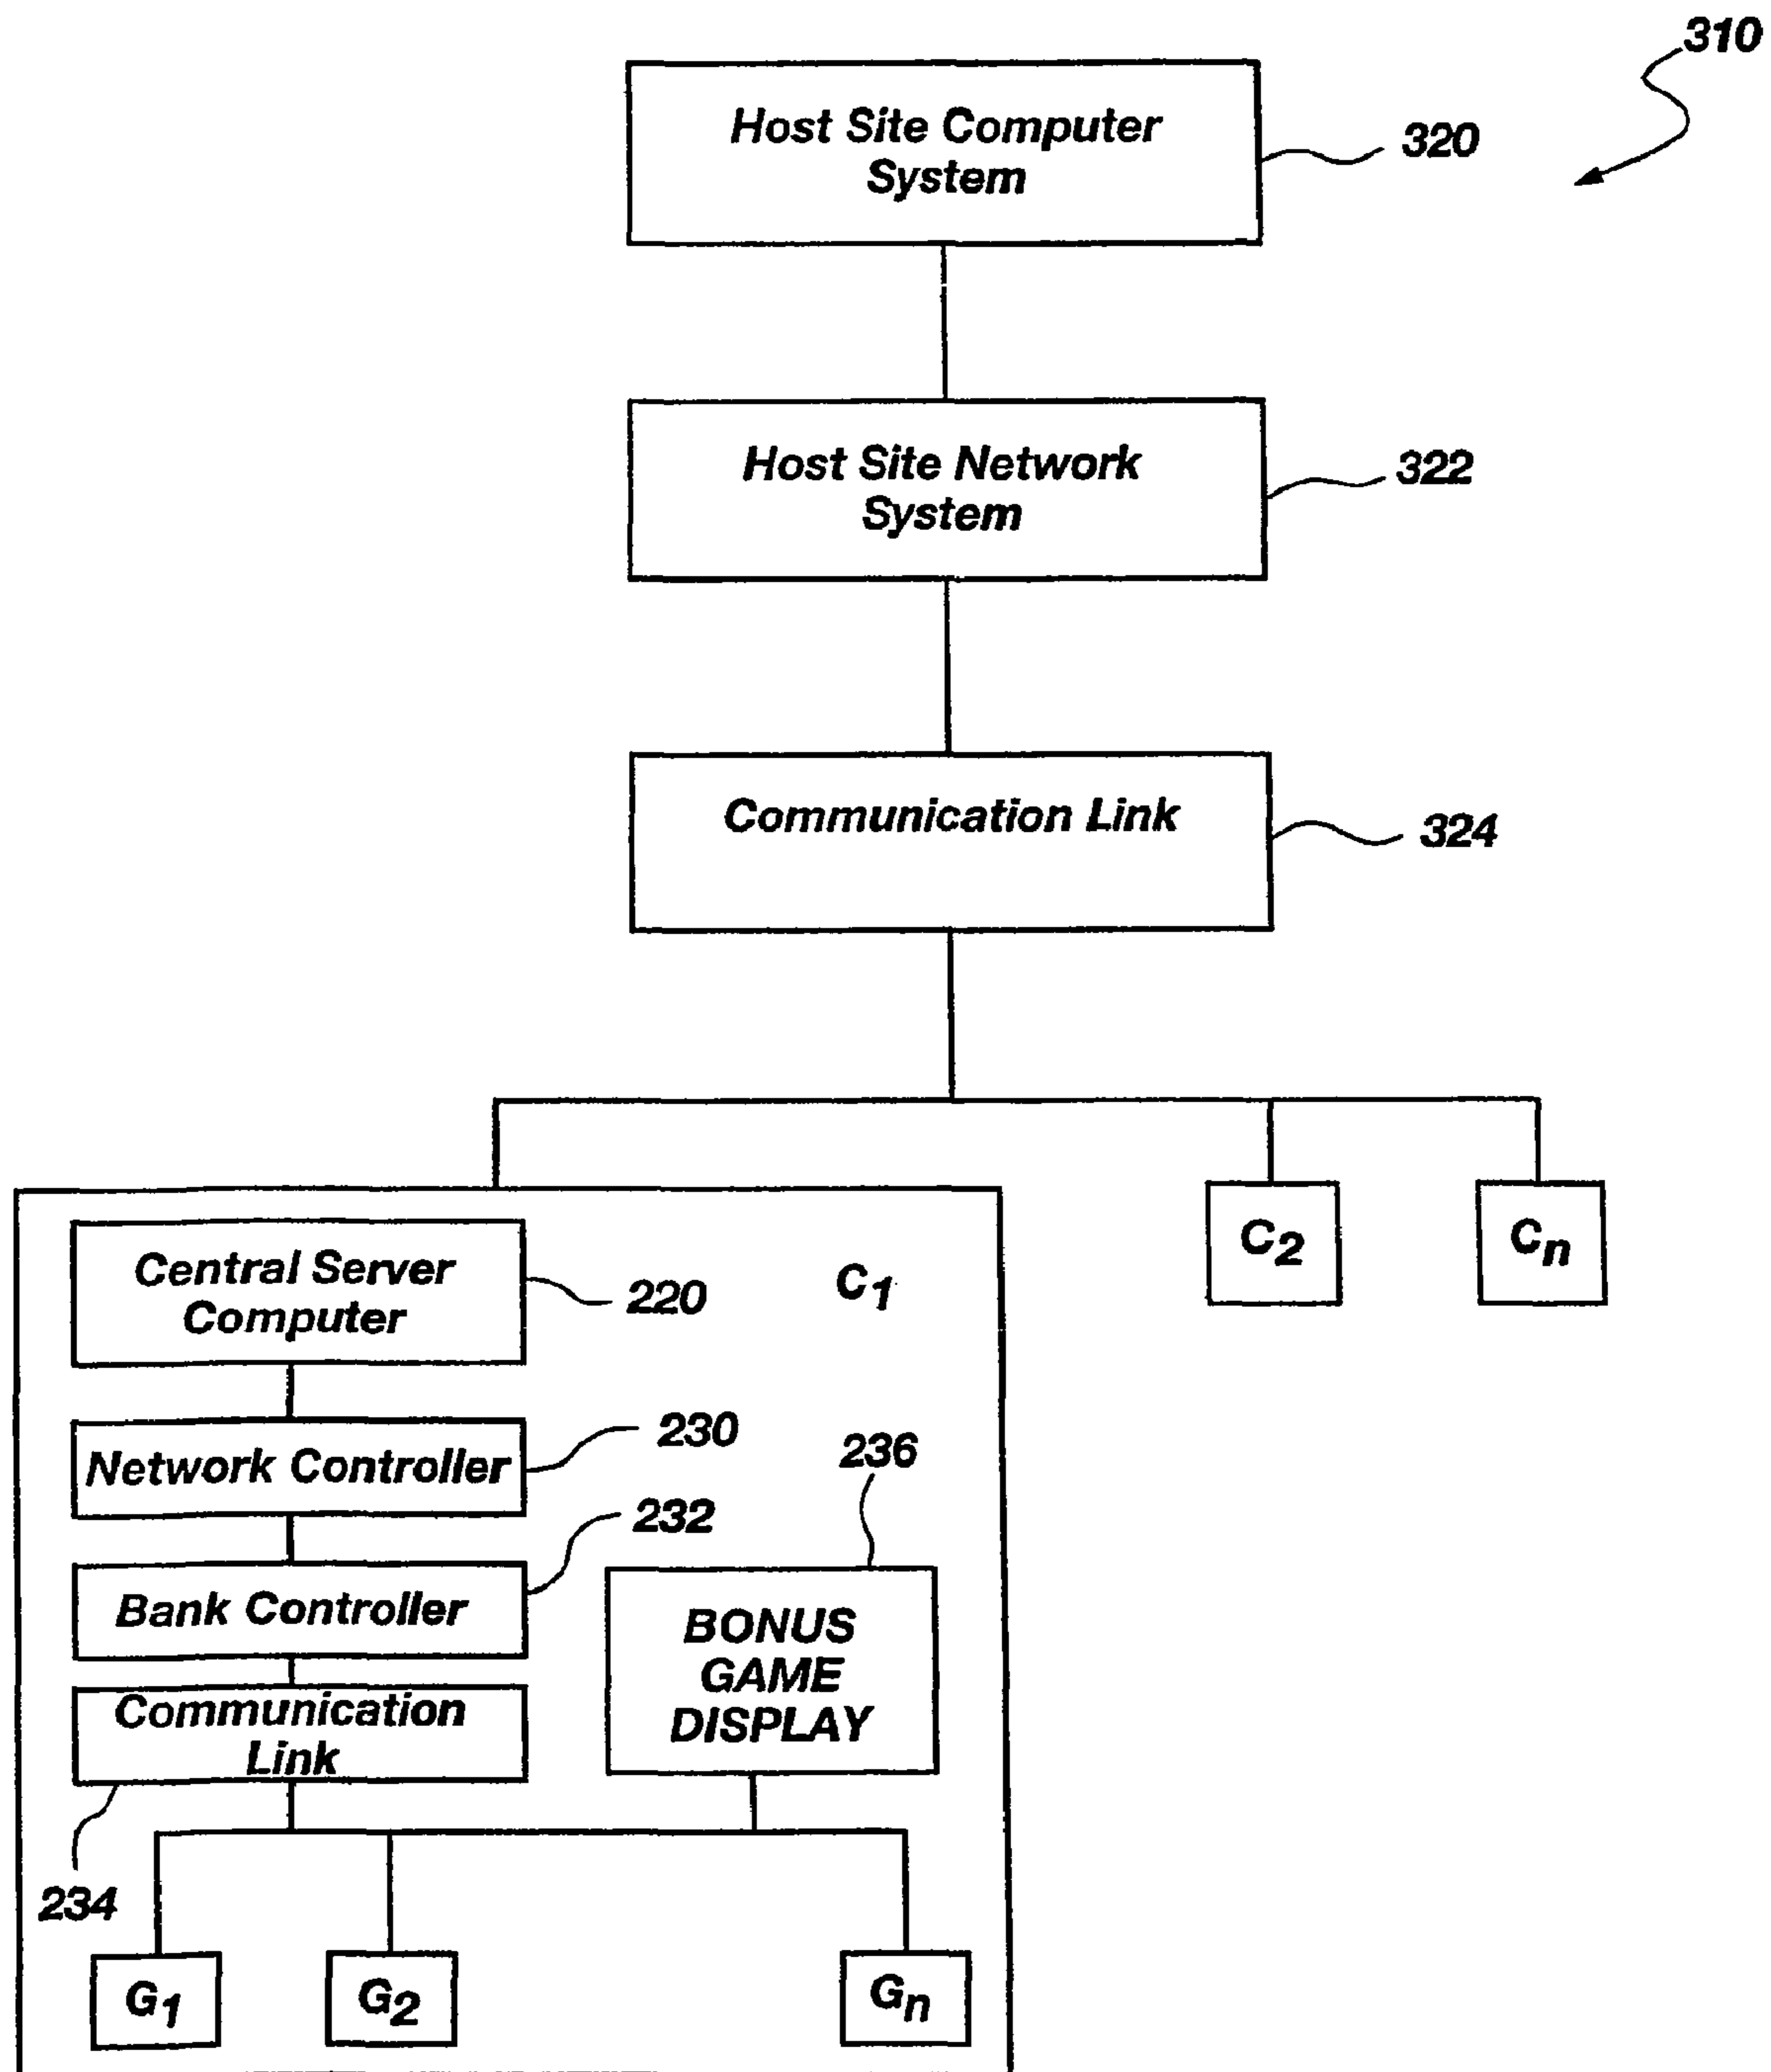 310
Host Site Computer
System
320
Host Site Network
System
322
Communication Link
324
Central Server
Computer
220
C1
C2
Cn
Network Controller
230
236
Bank Controller
232
BONUS
GAME
DISPLAY
Communication
Link
234
G1
G2
Gn